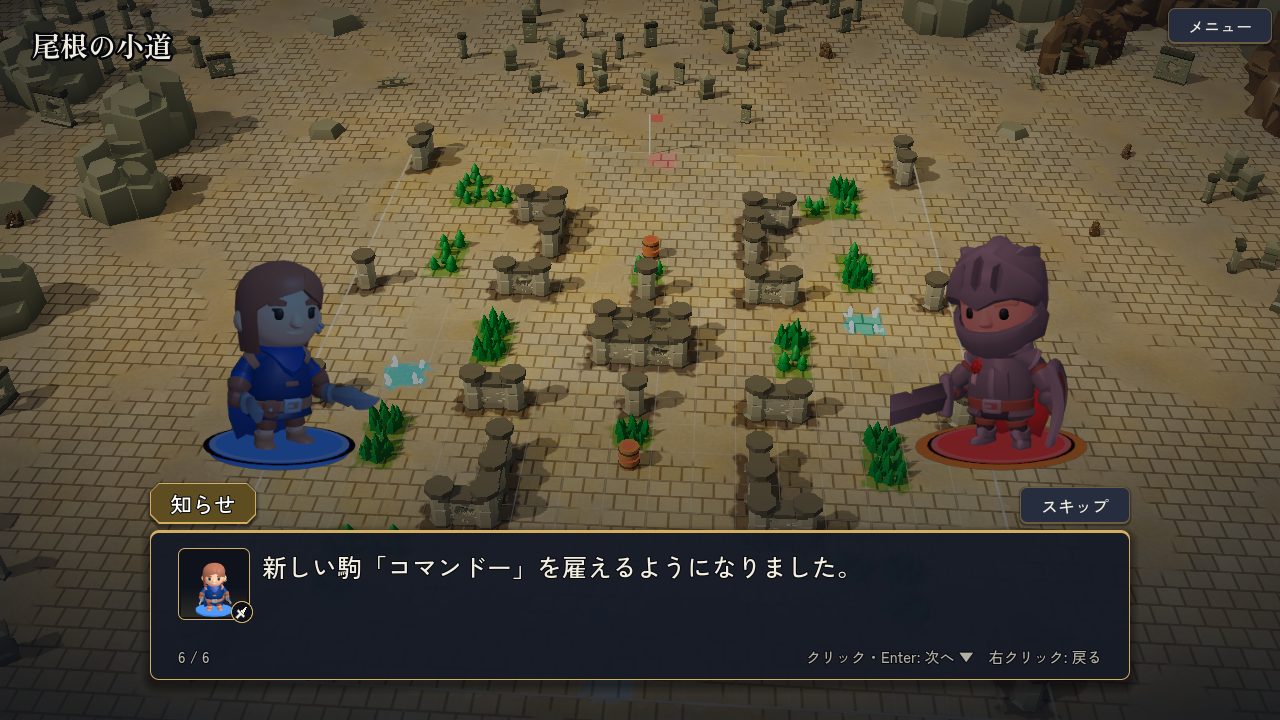 尾根の小道
メニュー
知らせ
スキップ
新しい駒「コマンドー」を雇えるようになりました。
6 / 6
クリック・Enter: 次へ ▼ 右クリック: 戻る